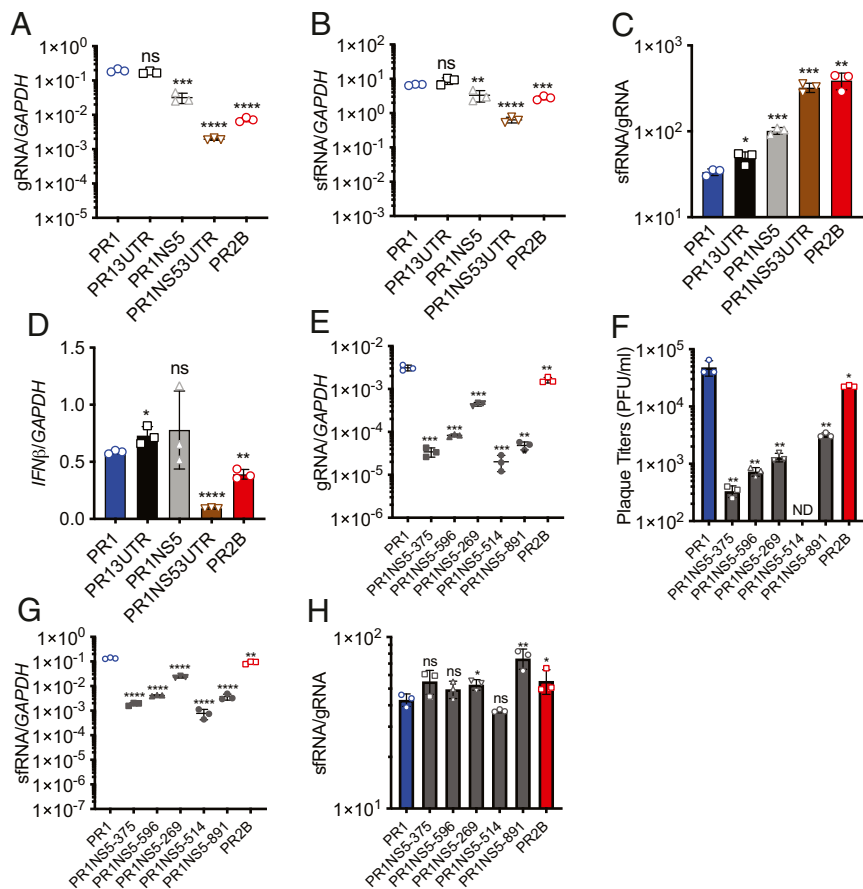 A
gRNA/GAPDH
1×10⁰
1×10⁻¹
1×10⁻²
1×10⁻³
1×10⁻⁴
1×10⁻⁵
ns
***
****
****
PR1
PR13UTR
PR1NS5
PR1NS53UTR
PR2B
B
sfRNA/GAPDH
1×10²
1×10¹
1×10⁰
1×10⁻¹
1×10⁻²
1×10⁻³
ns
**
****
***
PR1
PR13UTR
PR1NS5
PR1NS53UTR
PR2B
C
sfRNA/gRNA
1×10³
1×10²
1×10¹
*
***
***
**
PR1
PR13UTR
PR1NS5
PR1NS53UTR
PR2B
D
IFNβ/GAPDH
1.5
1.0
0.5
0.0
*
ns
****
**
PR1
PR13UTR
PR1NS5
PR1NS53UTR
PR2B
E
gRNA/GAPDH
1×10⁻²
1×10⁻³
1×10⁻⁴
1×10⁻⁵
1×10⁻⁶
***
***
***
***
**
**
PR1
PR1NS5-375
PR1NS5-596
PR1NS5-269
PR1NS5-514
PR1NS5-891
PR2B
F
Plaque Titers (PFU/ml)
1×10⁵
1×10⁴
1×10³
1×10²
**
**
**
ND
**
*
PR1
PR1NS5-375
PR1NS5-596
PR1NS5-269
PR1NS5-514
PR1NS5-891
PR2B
G
sfRNA/GAPDH
1×10⁰
1×10⁻¹
1×10⁻²
1×10⁻³
1×10⁻⁴
1×10⁻⁵
1×10⁻⁶
1×10⁻⁷
****
****
****
****
****
**
PR1
PR1NS5-375
PR1NS5-596
PR1NS5-269
PR1NS5-514
PR1NS5-891
PR2B
H
sfRNA/gRNA
1×10²
1×10¹
ns
ns
*
ns
**
*
PR1
PR1NS5-375
PR1NS5-596
PR1NS5-269
PR1NS5-514
PR1NS5-891
PR2B